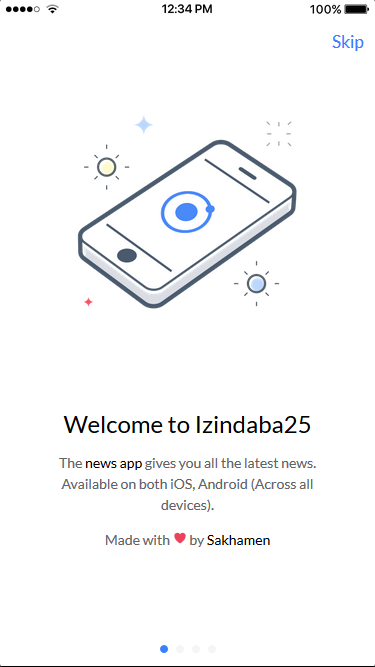 12:34 PM
100%
Skip
Welcome to Izindaba25
The news app gives you all the latest news.
Available on both iOS, Android (Across all
devices).
Made with ❤ by Sakhamen